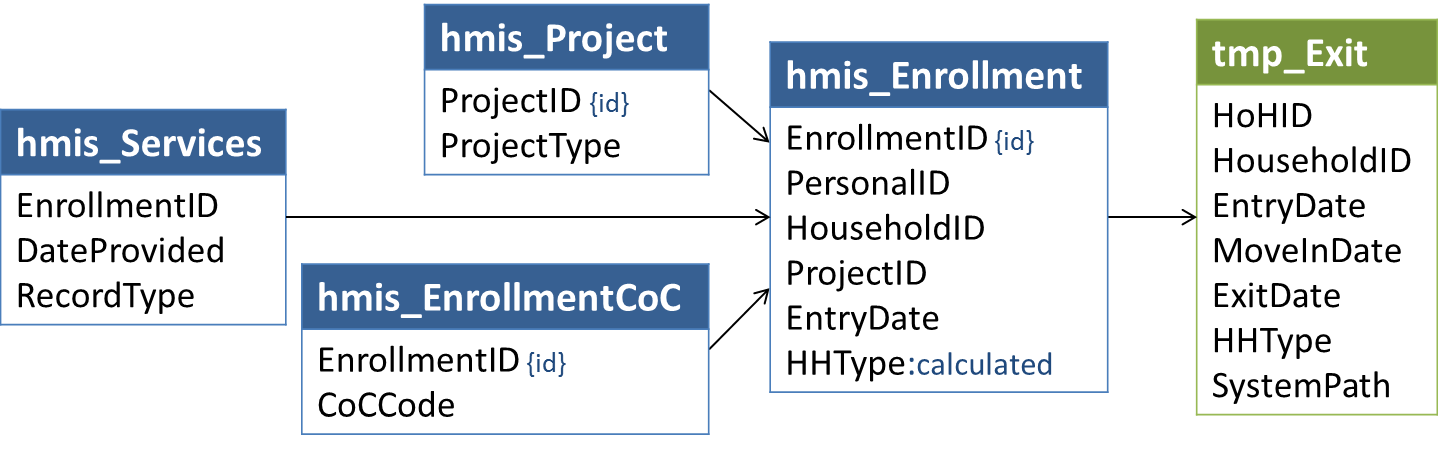 hmis_Services
EnrollmentID
DateProvided
RecordType
hmis_Project
ProjectID {id}
ProjectType
hmis_EnrollmentCoC
EnrollmentID {id}
CoCCode
hmis_Enrollment
EnrollmentID {id}
PersonalID
HouseholdID
ProjectID
EntryDate
HHType:calculated
tmp_Exit
HoHID
HouseholdID
EntryDate
MoveInDate
ExitDate
HHType
SystemPath